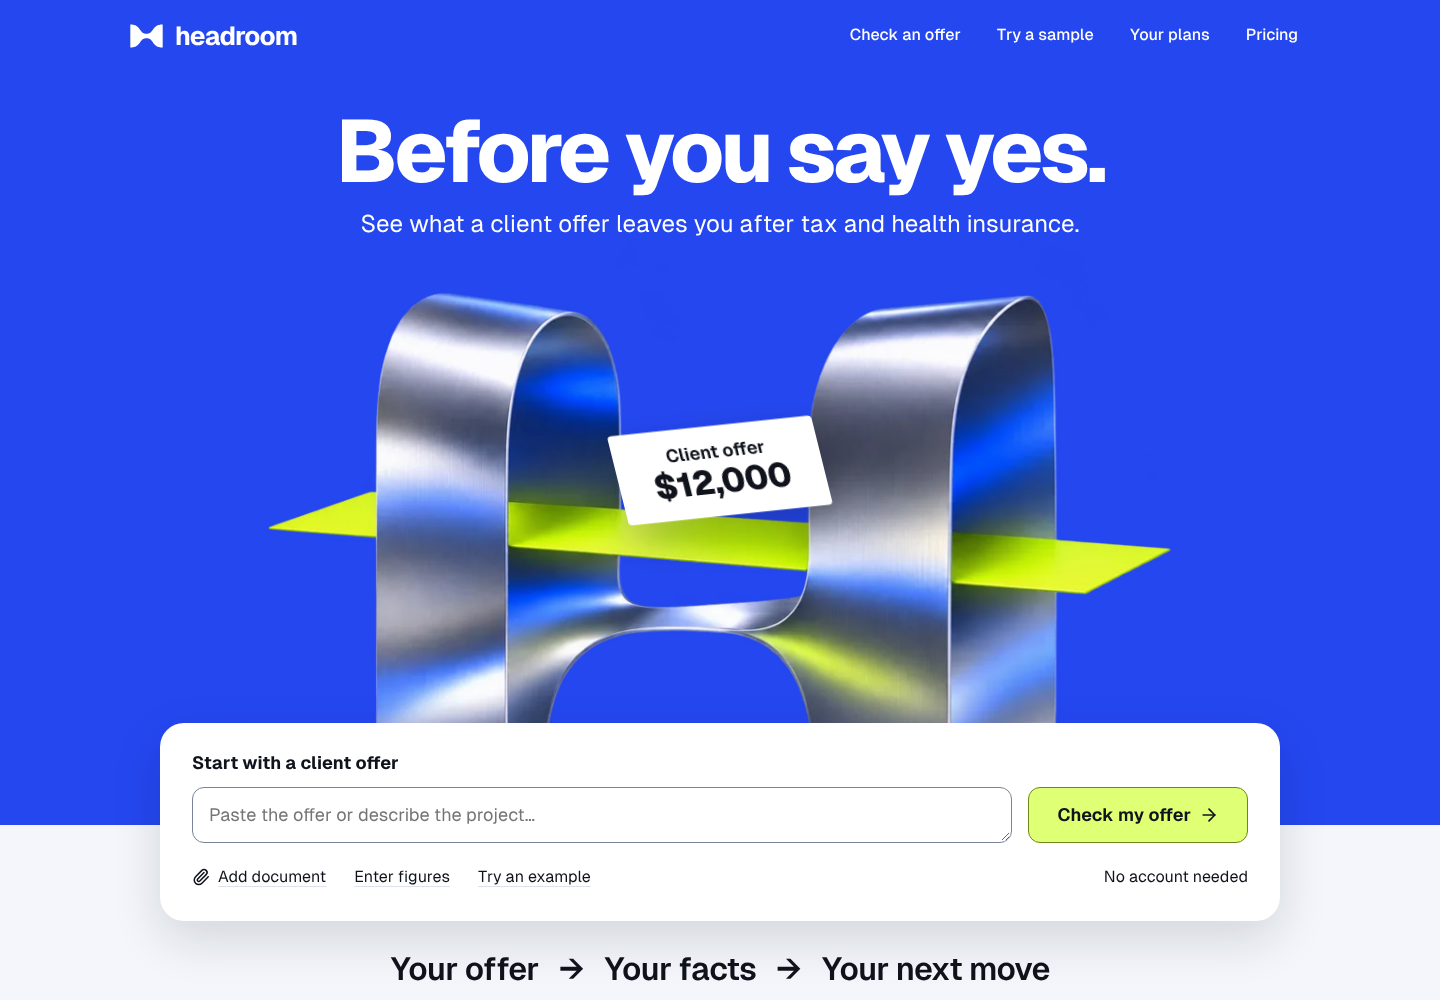 headroom
Check an offer
Try a sample
Your plans
Pricing
Before you say yes.
See what a client offer leaves you after tax and health insurance.
Client offer
$12,000
Start with a client offer
Paste the offer or describe the project...
Check my offer →
Add document
Enter figures
Try an example
No account needed
Your offer → Your facts → Your next move